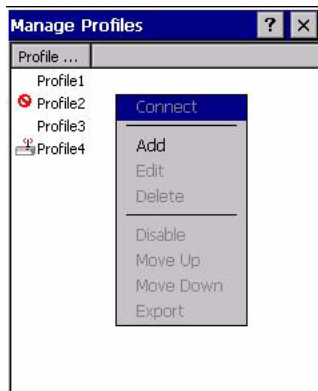 Manage Profiles ? ×
Profile ...
Profile1
Profile2
Profile3
Profile4
Connect
Add
Edit
Delete
Disable
Move Up
Move Down
Export